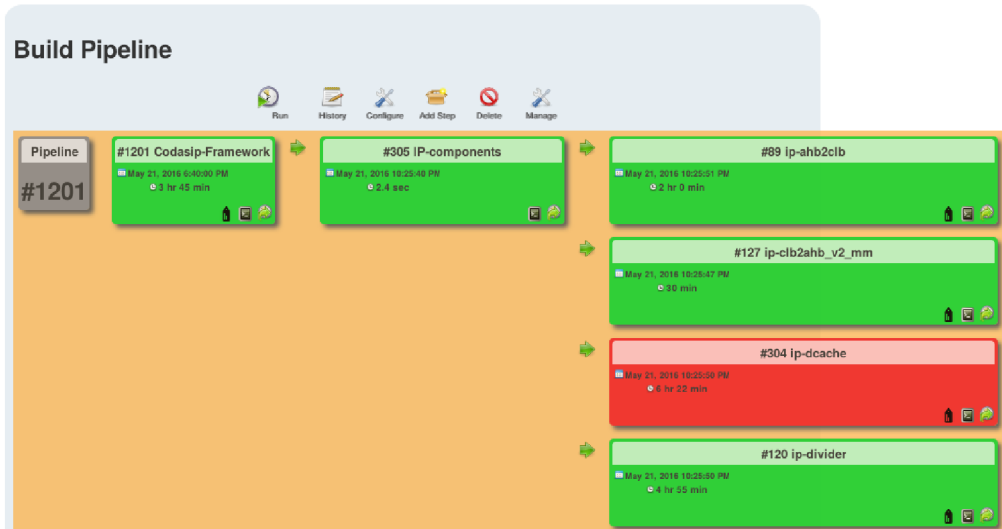 Build Pipeline
Run History Configure Add Step Delete Manage
Pipeline
#1201
#1201 Codasip-Framework
May 21, 2016 6:40:00 PM
3 hr 45 min
#305 IP-components
May 21, 2016 10:25:40 PM
2.4 sec
#89 ip-ahb2clb
May 21, 2016 10:25:51 PM
2 hr 0 min
#127 ip-clb2ahb_v2_mm
May 21, 2016 10:25:47 PM
30 min
#304 ip-dcache
May 21, 2016 10:25:50 PM
6 hr 22 min
#120 ip-divider
May 21, 2016 10:25:50 PM
4 hr 55 min